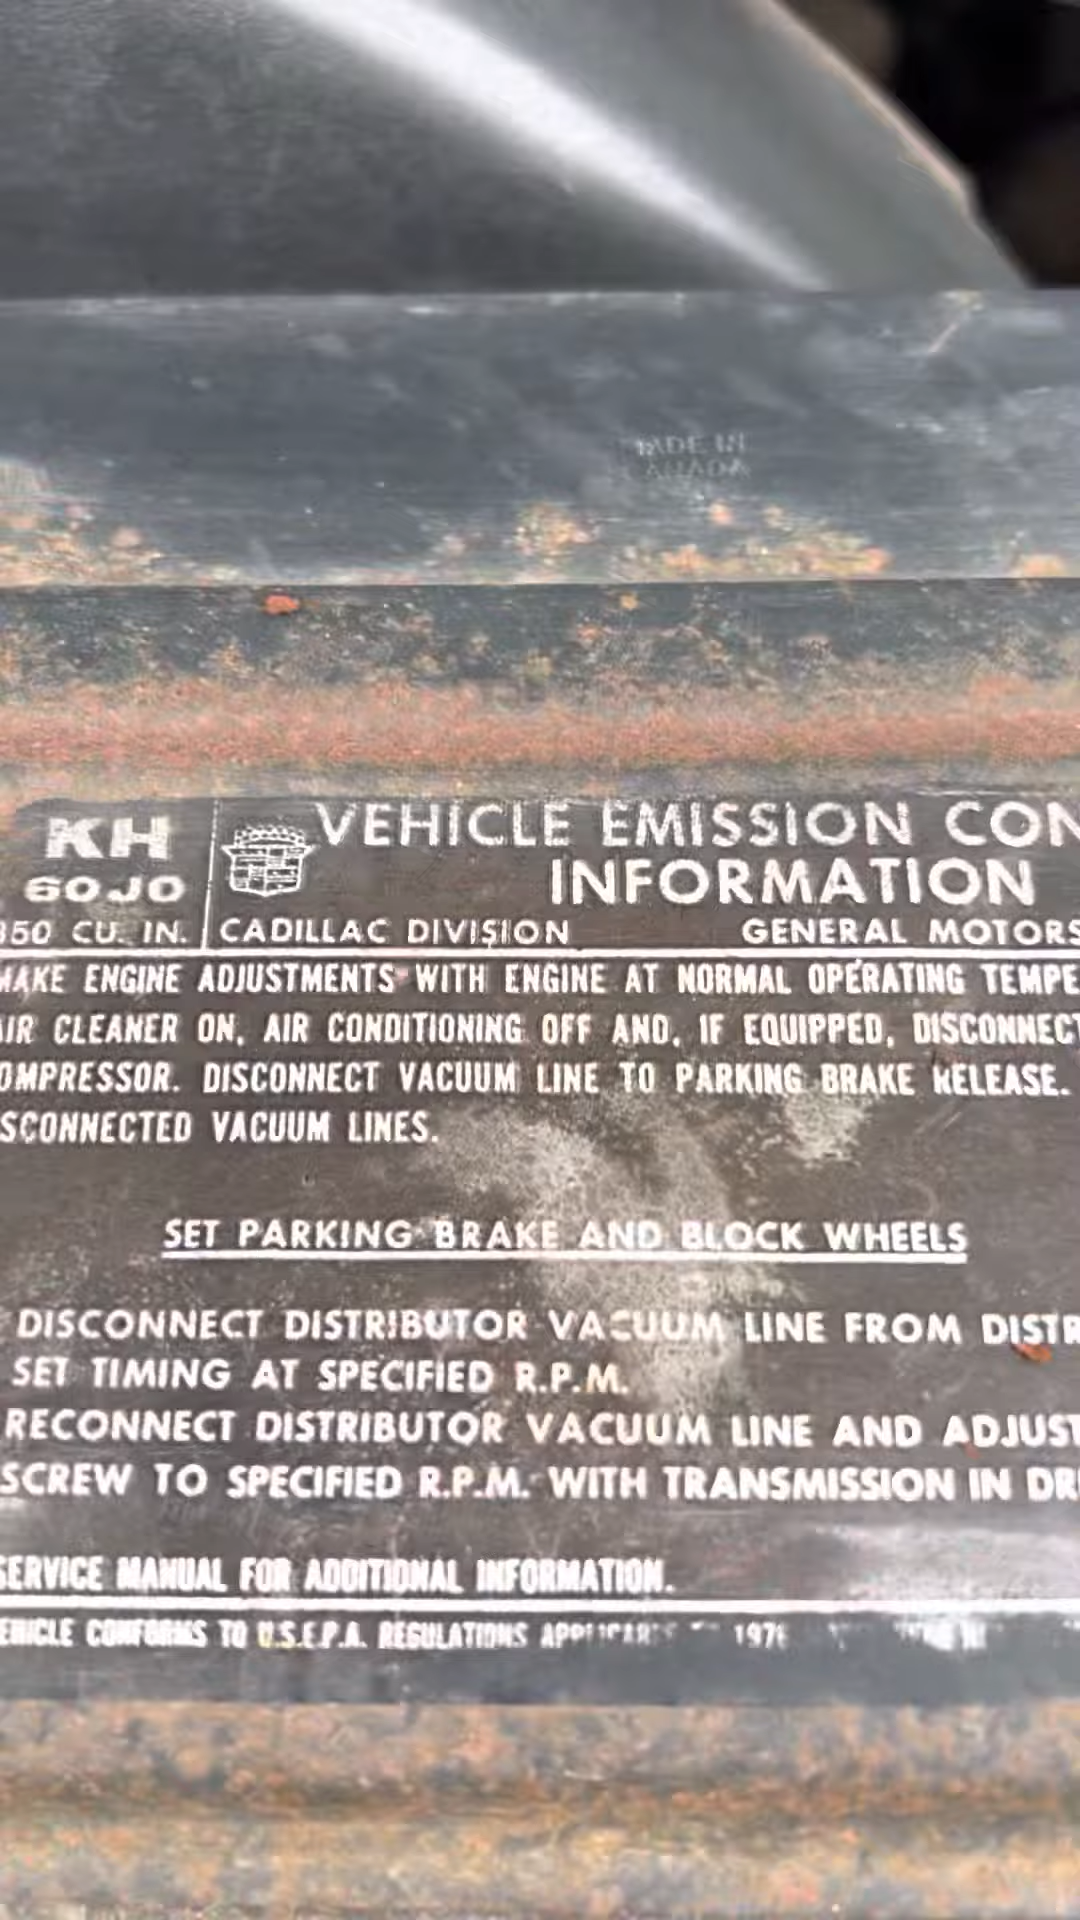 MADE IN
CANADA
KH
60J0
350 CU. IN.
VEHICLE EMISSION CON
INFORMATION
CADILLAC DIVISION GENERAL MOTORS
MAKE ENGINE ADJUSTMENTS WITH ENGINE AT NORMAL OPERATING TEMPE
AIR CLEANER ON, AIR CONDITIONING OFF AND, IF EQUIPPED, DISCONNECT
OMPRESSOR. DISCONNECT VACUUM LINE TO PARKING BRAKE RELEASE.
SCONNECTED VACUUM LINES.
SET PARKING BRAKE AND BLOCK WHEELS
DISCONNECT DISTRIBUTOR VACUUM LINE FROM DISTR
SET TIMING AT SPECIFIED R.P.M.
RECONNECT DISTRIBUTOR VACUUM LINE AND ADJUST
SCREW TO SPECIFIED R.P.M. WITH TRANSMISSION IN DRI
SERVICE MANUAL FOR ADDITIONAL INFORMATION.
EHICLE CONFORMS TO U.S.E.P.A. REGULATIONS